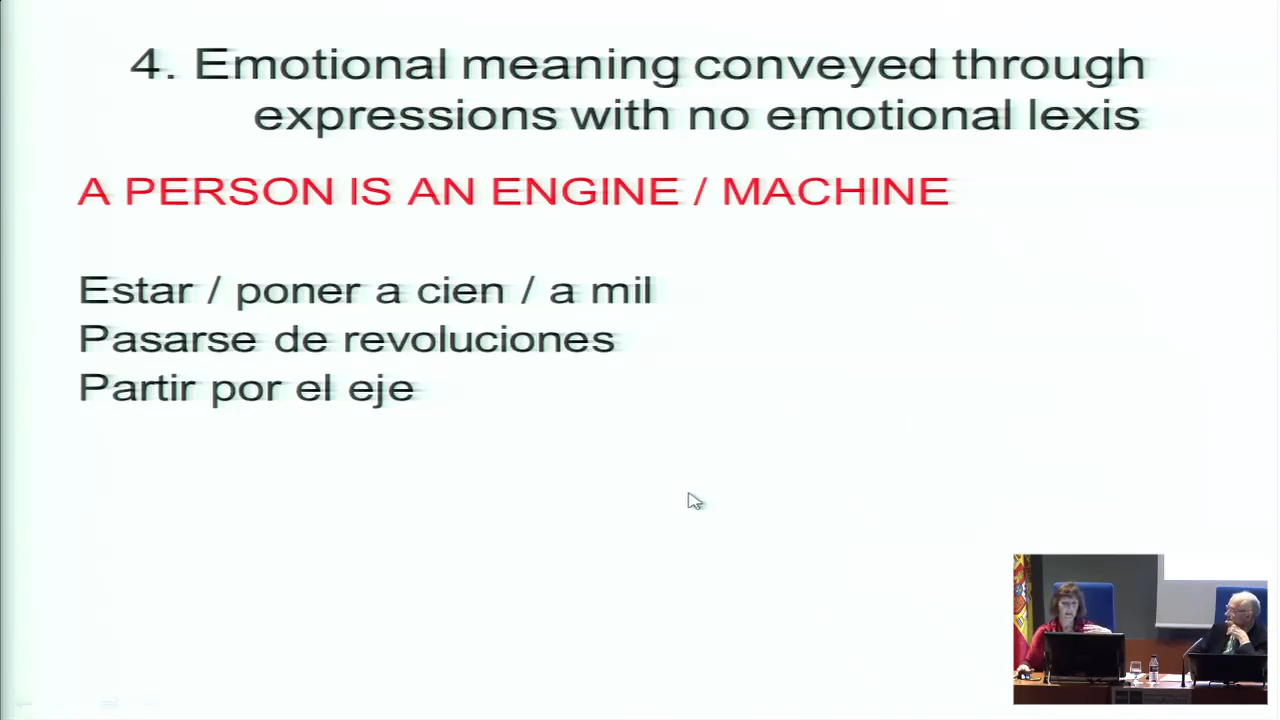 4. Emotional meaning conveyed through
expressions with no emotional lexis
A PERSON IS AN ENGINE / MACHINE
Estar / poner a cien / a mil
Pasarse de revoluciones
Partir por el eje